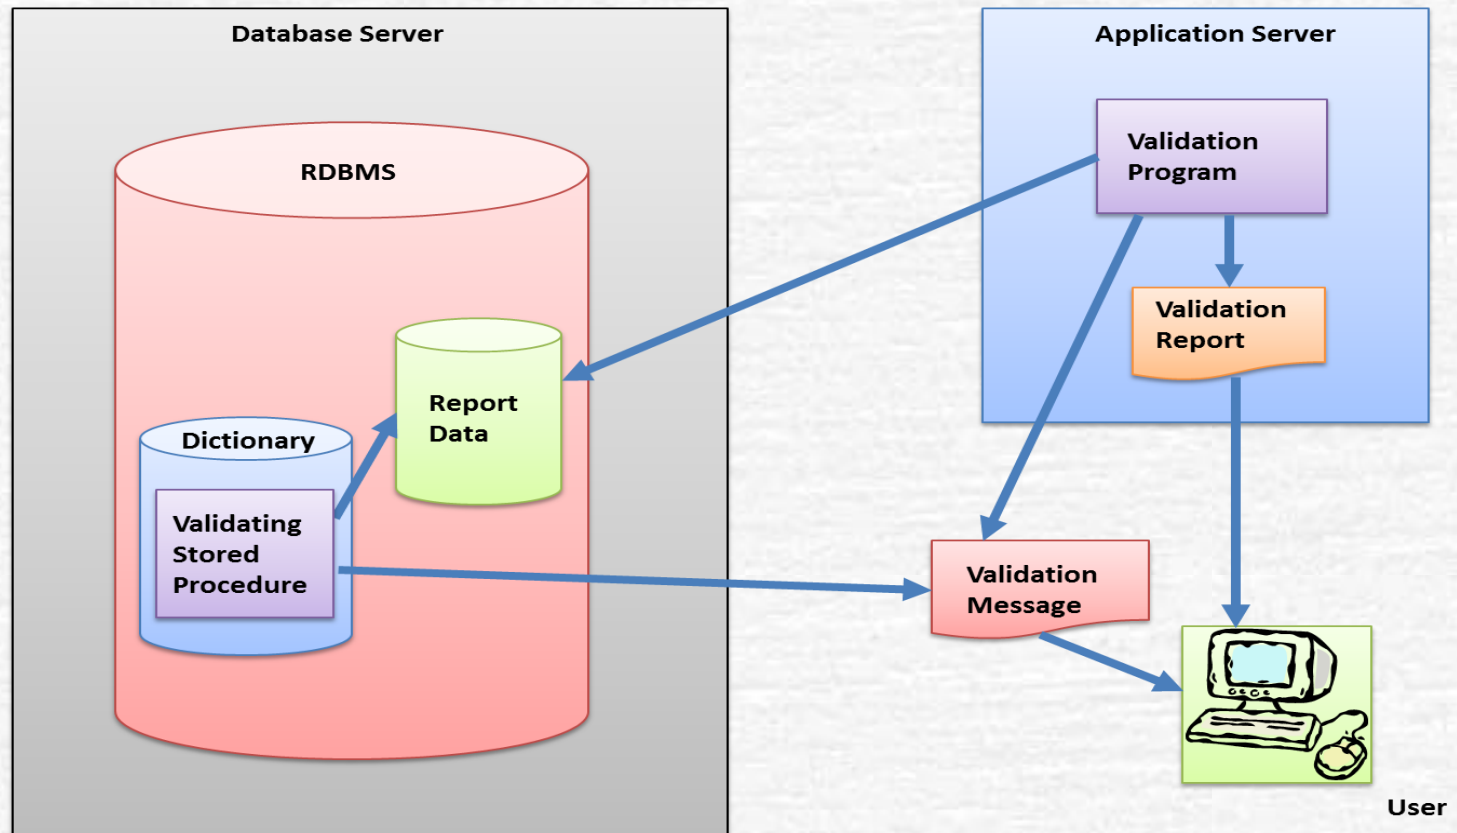 Database Server
Application Server
RDBMS
Validation
Program
Validation
Report
Report
Data
Dictionary
Validating
Stored
Procedure
Validation
Message
User